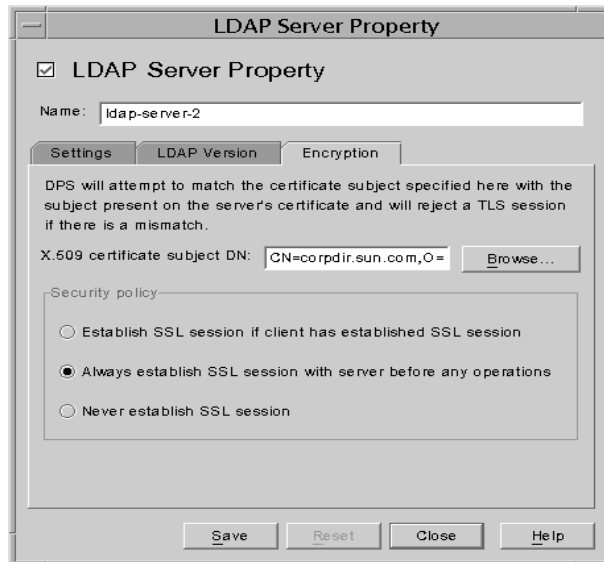 LDAP Server Property
LDAP Server Property
Name: ldap-server-2
Settings LDAP Version Encryption
DPS will attempt to match the certificate subject specified here with the
subject present on the server's certificate and will reject a TLS session
if there is a mismatch.
X.509 certificate subject DN: CN=corpdir.sun.com,O= Browse...
Security policy
Establish SSL session if client has established SSL session
Always establish SSL session with server before any operations
Never establish SSL session
Save Reset Close Help